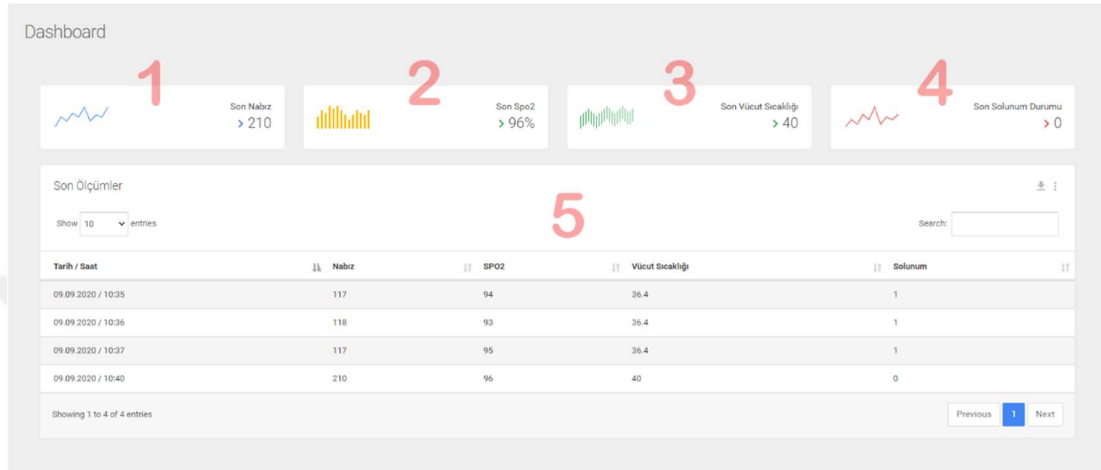 Dashboard
1
2
3
4
Son Nabız
> 210
Son Spo2
> 96%
Son Vücut Sıcaklığı
> 40
Son Solunum Durumu
> 0
Son Ölçümler
5
Show 10 entries
Search:
Tarih / Saat Nabız SPO2 Vücut Sıcaklığı Solunum
09.09.2020 / 10:35 117 94 36.4 1
09.09.2020 / 10:36 118 93 36.4 1
09.09.2020 / 10:37 117 95 36.4 1
09.09.2020 / 10:40 210 96 40 0
Showing 1 to 4 of 4 entries
Previous 1 Next